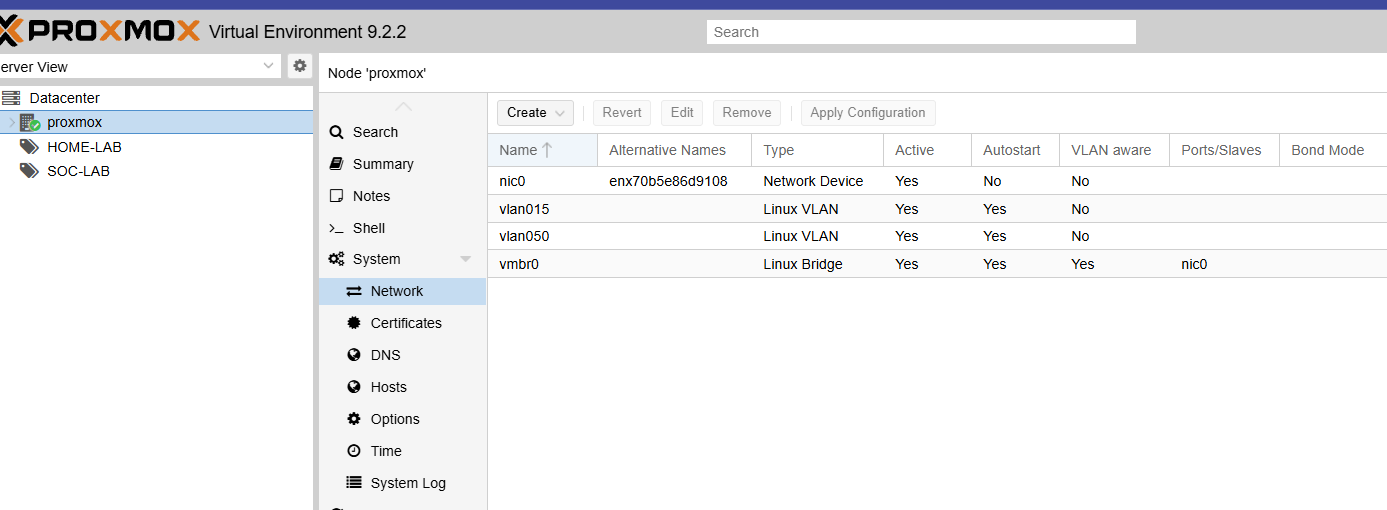 PROXMOX Virtual Environment 9.2.2
Search
erver View
Node 'proxmox'
Datacenter
proxmox
HOME-LAB
SOC-LAB
Search
Summary
Notes
Shell
System
Network
Certificates
DNS
Hosts
Options
Time
System Log
Create Revert Edit Remove Apply Configuration
Name Alternative Names Type Active Autostart VLAN aware Ports/Slaves Bond Mode
nic0 enx70b5e86d9108 Network Device Yes No No
vlan015 Linux VLAN Yes Yes No
vlan050 Linux VLAN Yes Yes No
vmbr0 Linux Bridge Yes Yes Yes nic0